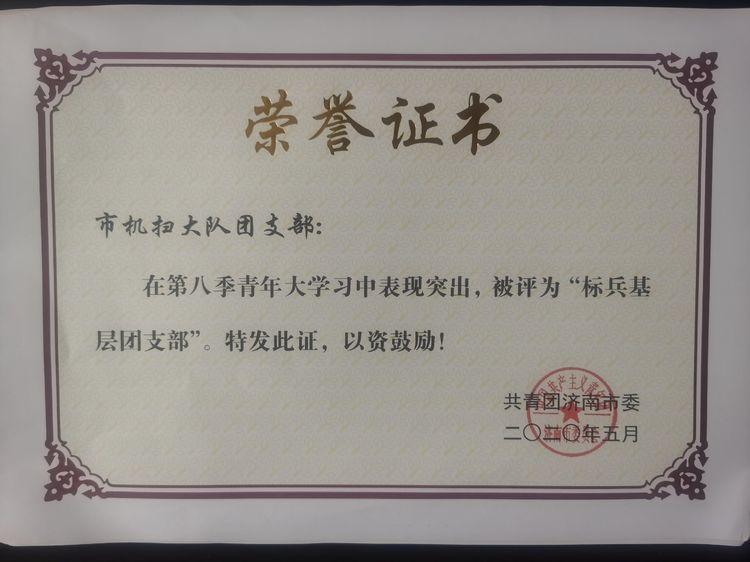 荣誉证书
市机扫大队团支部：
在第八季青年大学习中表现突出，被评为“标兵基
层团支部”。特发此证，以资鼓励！
共青团济南市委
二〇二〇年五月